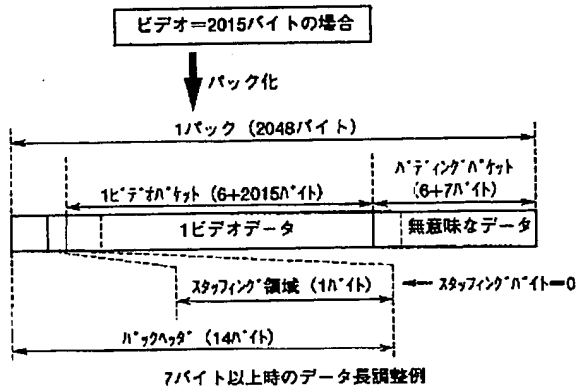 ビデオ=2015バイトの場合
パック化
1パック (2048バイト)
パディングパケット
1ビデオパケット (6+2015バイト)
(6+7バイト)
1ビデオデータ
無意味なデータ
スタッフィング領域 (1バイト)
スタッフィングバイト=0
パックヘッダ (14バイト)
7バイト以上時のデータ長調整例